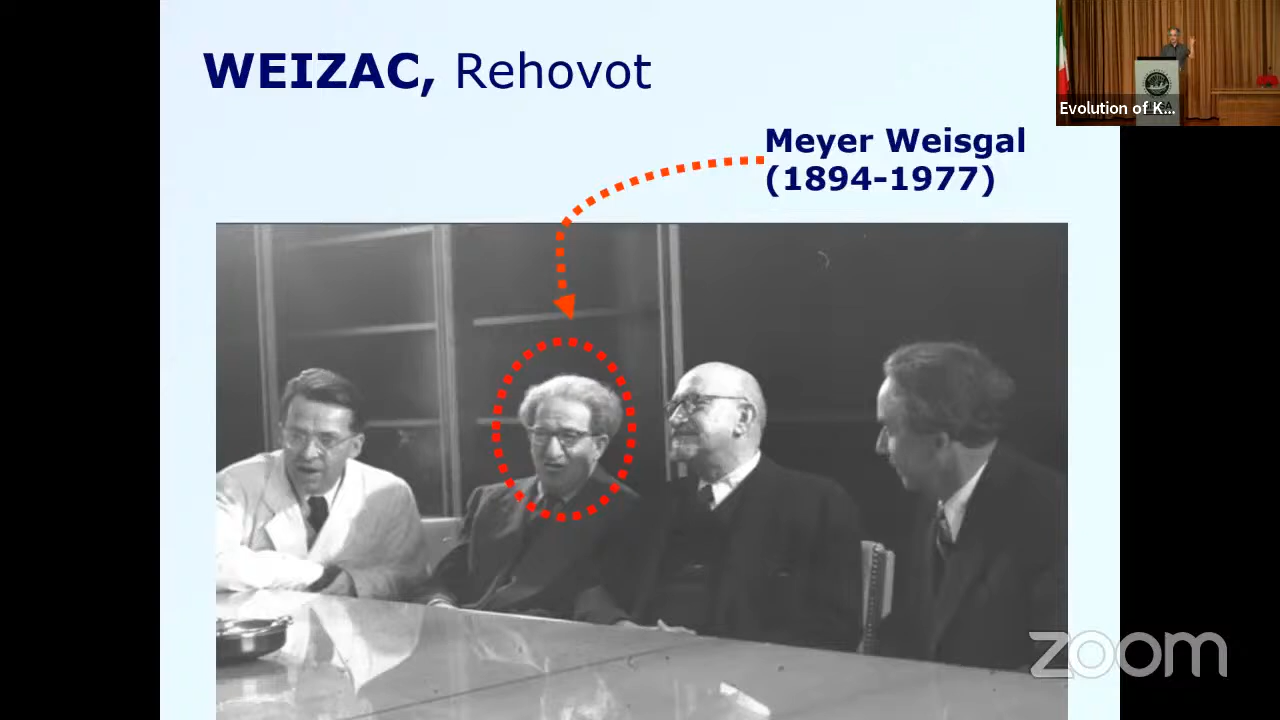 WEIZAC, Rehovot
Evolution of K...
Meyer Weisgal
(1894-1977)
zoom